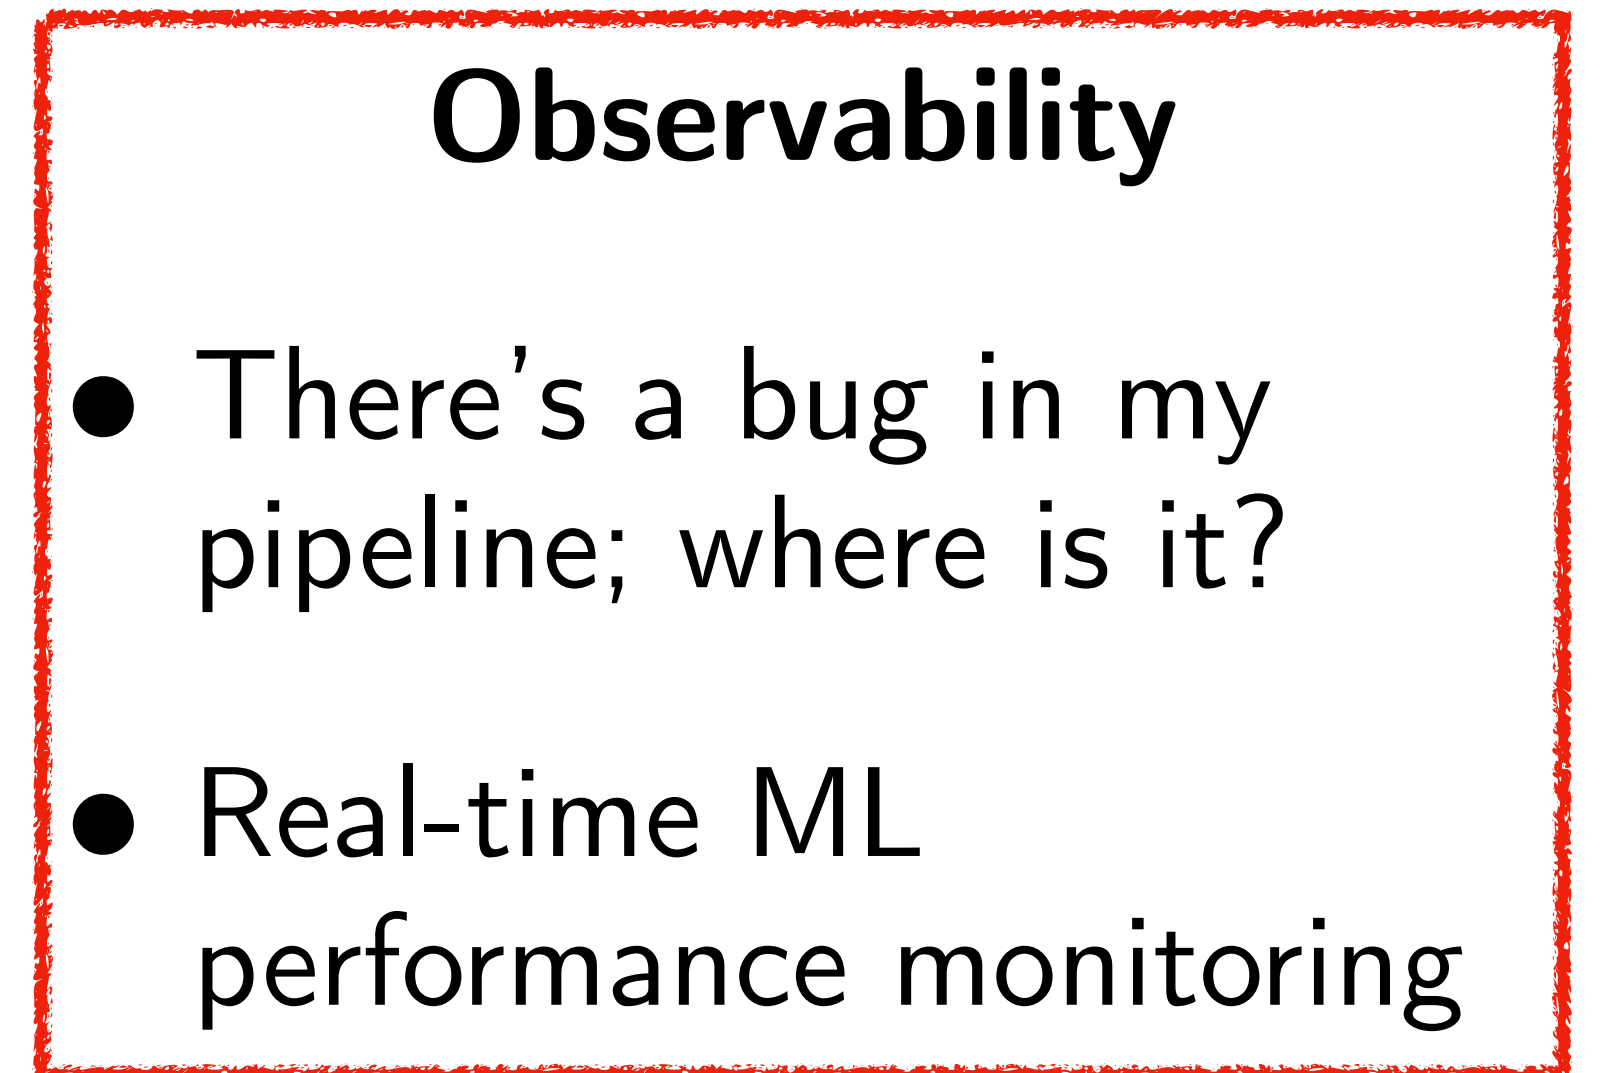 Observability
• There’s a bug in my
pipeline; where is it?
• Real-time ML
performance monitoring